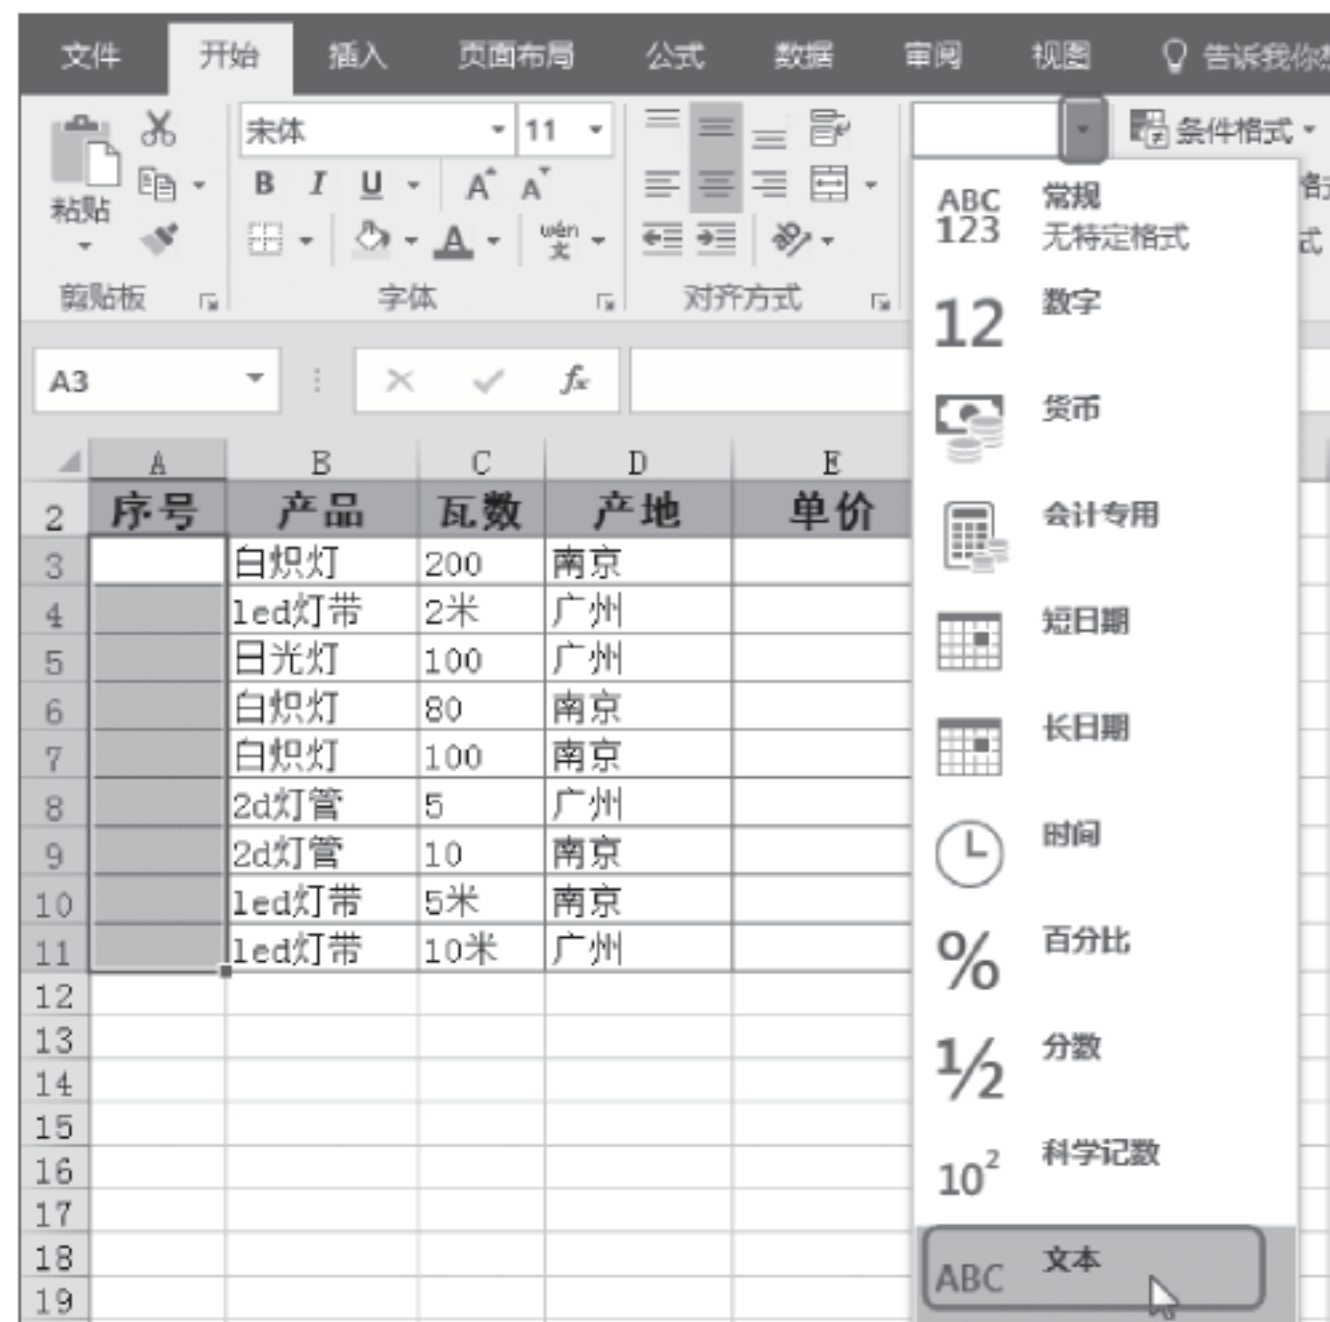 文件 开始 插入 页面布局 公式 数据 审阅 视图 告诉我你
宋体 11 条件格式
粘贴 B I U A A
A wén 文
剪贴板 字体 对齐方式
A3 fx
ABC 123 常规
无特定格式
12 数字
货币
会计专用
短日期
长日期
时间
% 百分比
½ 分数
10² 科学记数
ABC 文本
A B C D E
2 序号 产品 瓦数 产地 单价
3 白炽灯 200 南京
4 led灯带 2米 广州
5 日光灯 100 广州
6 白炽灯 80 南京
7 白炽灯 100 南京
8 2d灯管 5 广州
9 2d灯管 10 南京
10 led灯带 5米 南京
11 led灯带 10米 广州
12
13
14
15
16
17
18
19